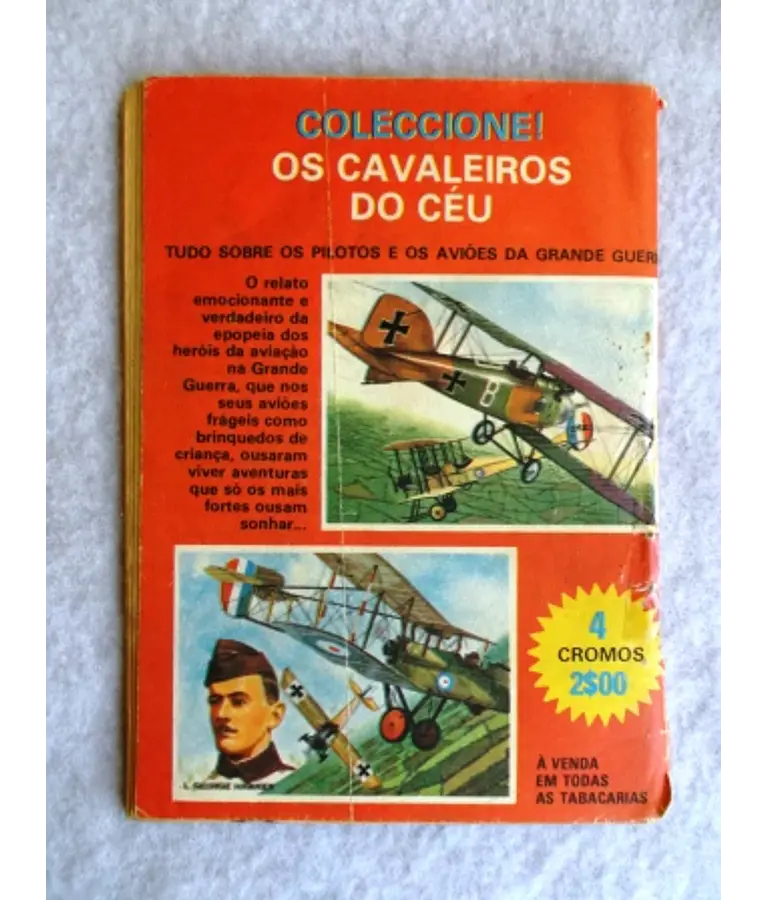 COLECCIONE!
OS CAVALEIROS
DO CÉU
TUDO SOBRE OS PILOTOS E OS AVIÕES DA GRANDE GUER
O relato
emocionante e
verdadeiro da
epopeia dos
heróis da aviação
na Grande
Guerra, que nos
seus aviões
frágeis como
brinquedos de
criança, ousaram
viver aventuras
que só os mais
fortes ousam
sonhar...
B
4
CROMOS
2$00
L. GEORGE
À VENDA
EM TODAS
AS TABACARIAS